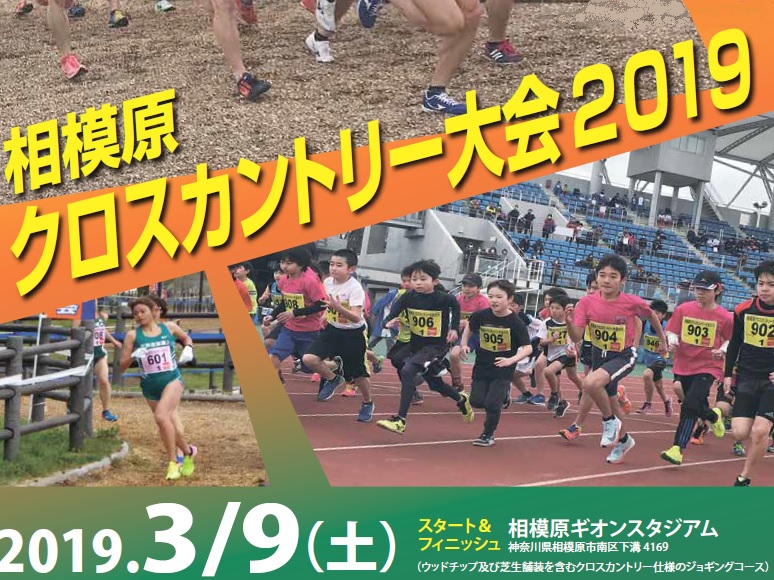 相模原
クロスカントリー大会2019
906
905
904
903
902
601
2019.3/9(土)
スタート&
フィニッシュ
相模原ギオンスタジアム
神奈川県相模原市南区下溝 4169
(ウッドチップ及び芝生舗装を含むクロスカントリー仕様のジョギングコース)